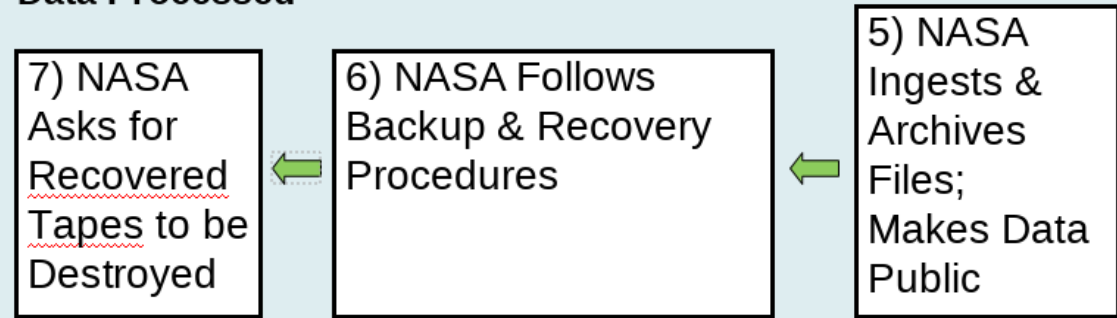 Data Processed
7) NASA
Asks for
Recovered
Tapes to be
Destroyed
6) NASA Follows
Backup & Recovery
Procedures
5) NASA
Ingests &
Archives
Files;
Makes Data
Public